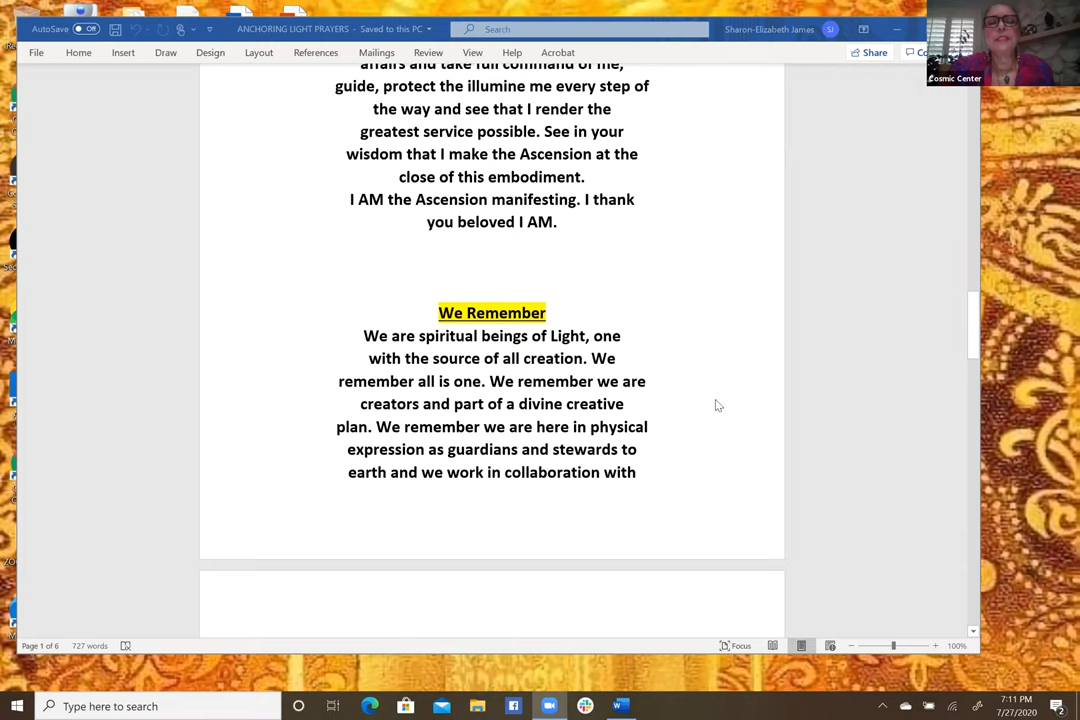 AutoSave Off
ANCHORING LIGHT PRAYERS - Saved to this PC
Search
Sharon-Elizabeth James SJ
File Home Insert Draw Design Layout References Mailings Review View Help Acrobat Share Co
affairs and take full command of me,
guide, protect the illumine me every step of
the way and see that I render the
greatest service possible. See in your
wisdom that I make the Ascension at the
close of this embodiment.
I AM the Ascension manifesting. I thank
you beloved I AM.
We Remember
We are spiritual beings of Light, one
with the source of all creation. We
remember all is one. We remember we are
creators and part of a divine creative
plan. We remember we are here in physical
expression as guardians and stewards to
earth and we work in collaboration with
Cosmic Center
Page 1 of 6 727 words Focus 100%
Type here to search
7:11 PM
7/27/2020
2